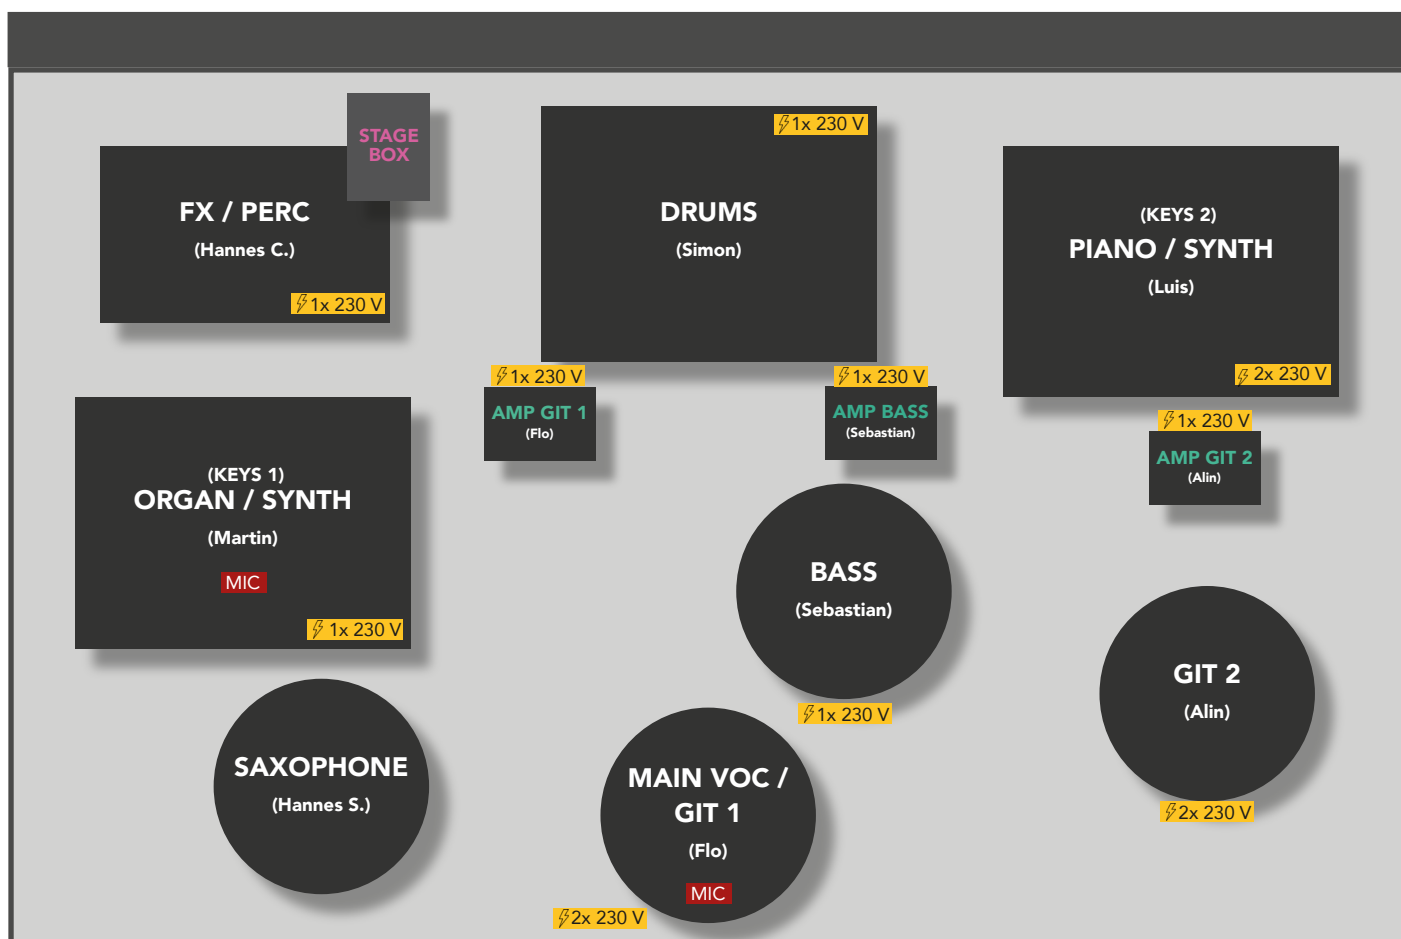 STAGE
BOX
FX / PERC
(Hannes C.)
1x 230 V
1x 230 V
DRUMS
(Simon)
(KEYS 2)
PIANO / SYNTH
(Luis)
2x 230 V
1x 230 V
AMP GIT 1
(Flo)
1x 230 V
AMP BASS
(Sebastian)
1x 230 V
AMP GIT 2
(Alin)
(KEYS 1)
ORGAN / SYNTH
(Martin)
MIC
1x 230 V
BASS
(Sebastian)
1x 230 V
GIT 2
(Alin)
2x 230 V
SAXOPHONE
(Hannes S.)
MAIN VOC /
GIT 1
(Flo)
MIC
2x 230 V